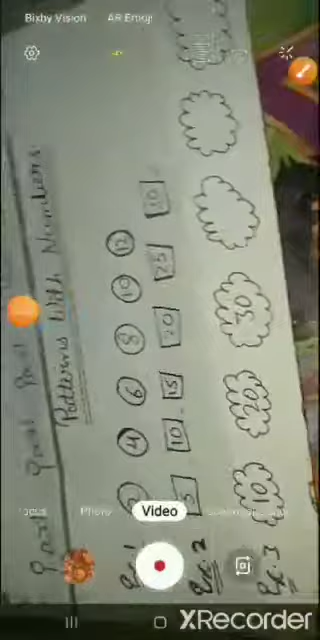 Bixby Vision AR Emoji
Patterns With Numbers
Ex. 1 2 4 6 8 10 12
Ex. 2 5 10 15 20 25 30
Ex. 3 10 20 30
Photo Video
XRecorder